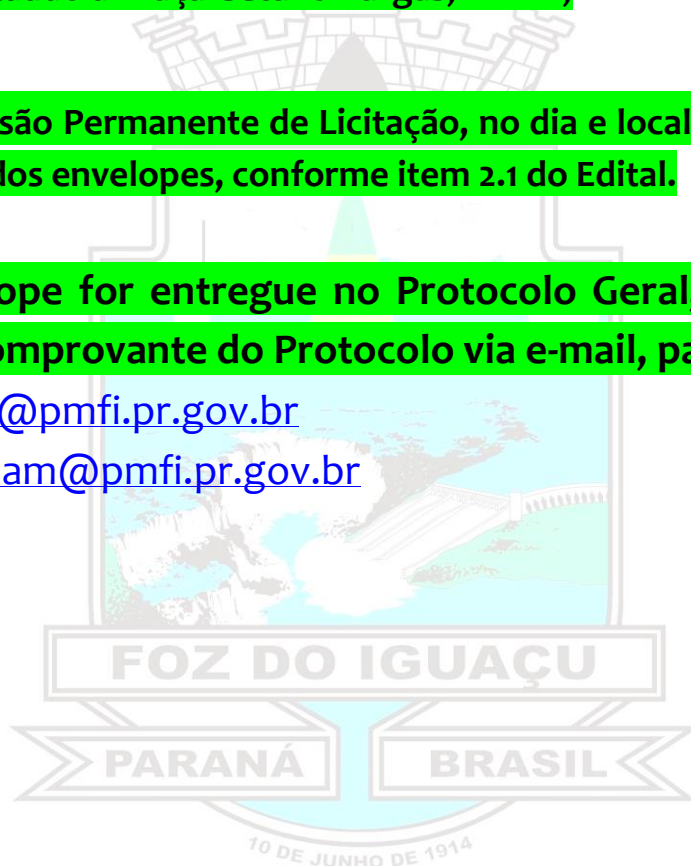 são Permanente de Licitação, no dia e local
dos envelopes, conforme item 2.1 do Edital.
ope for entregue no Protocolo Geral,
omprovante do Protocolo via e-mail, pa
@pmfi.pr.gov.br
am@pmfi.pr.gov.br
FOZ DO IGUAÇU
PARANÁ BRASIL
10 DE JUNHO DE 1914